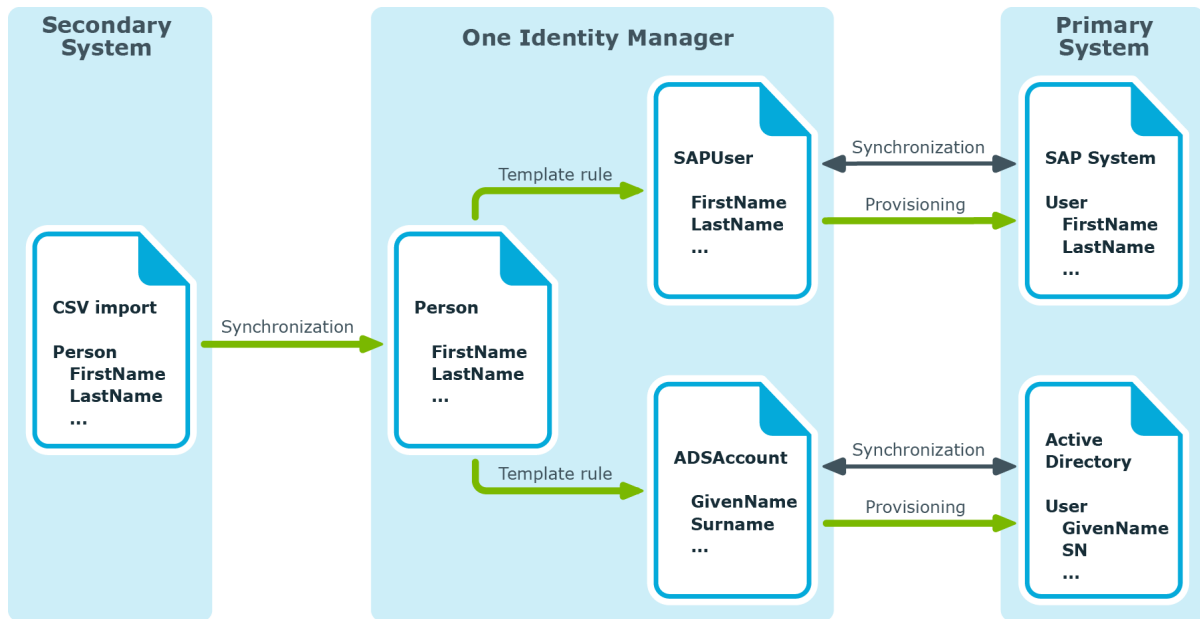 Secondary
System
One Identity Manager
Primary
System
CSV import
Person
FirstName
LastName
...
Synchronization
Person
FirstName
LastName
...
Template rule
Template rule
SAPUser
FirstName
LastName
...
Synchronization
Provisioning
SAP System
User
FirstName
LastName
...
ADSAccount
GivenName
Surname
...
Synchronization
Provisioning
Active
Directory
User
GivenName
SN
...